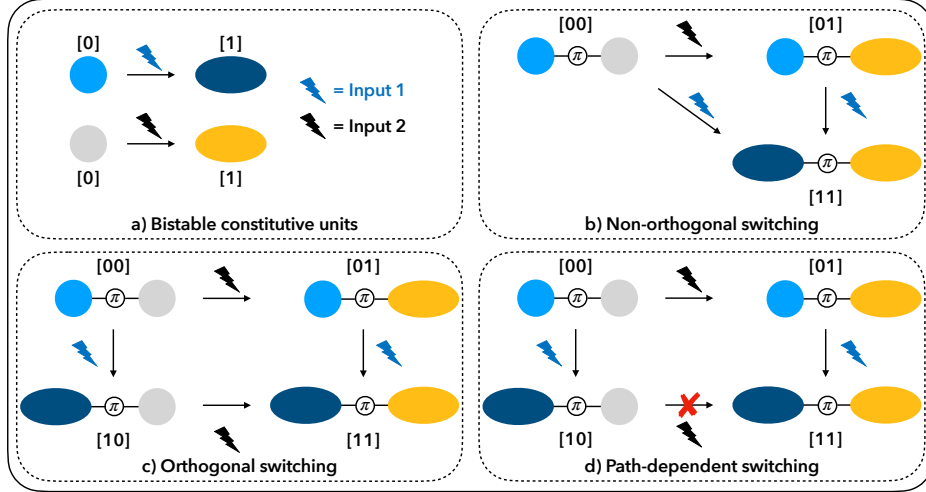 [0]
[1]
= Input 1
= Input 2
[0]
[1]
a) Bistable constitutive units
[00]
[01]
π
π
π
[11]
b) Non-orthogonal switching
[00]
[01]
π
π
π
π
[10]
[11]
c) Orthogonal switching
[00]
[01]
π
π
π
π
[10]
[11]
d) Path-dependent switching